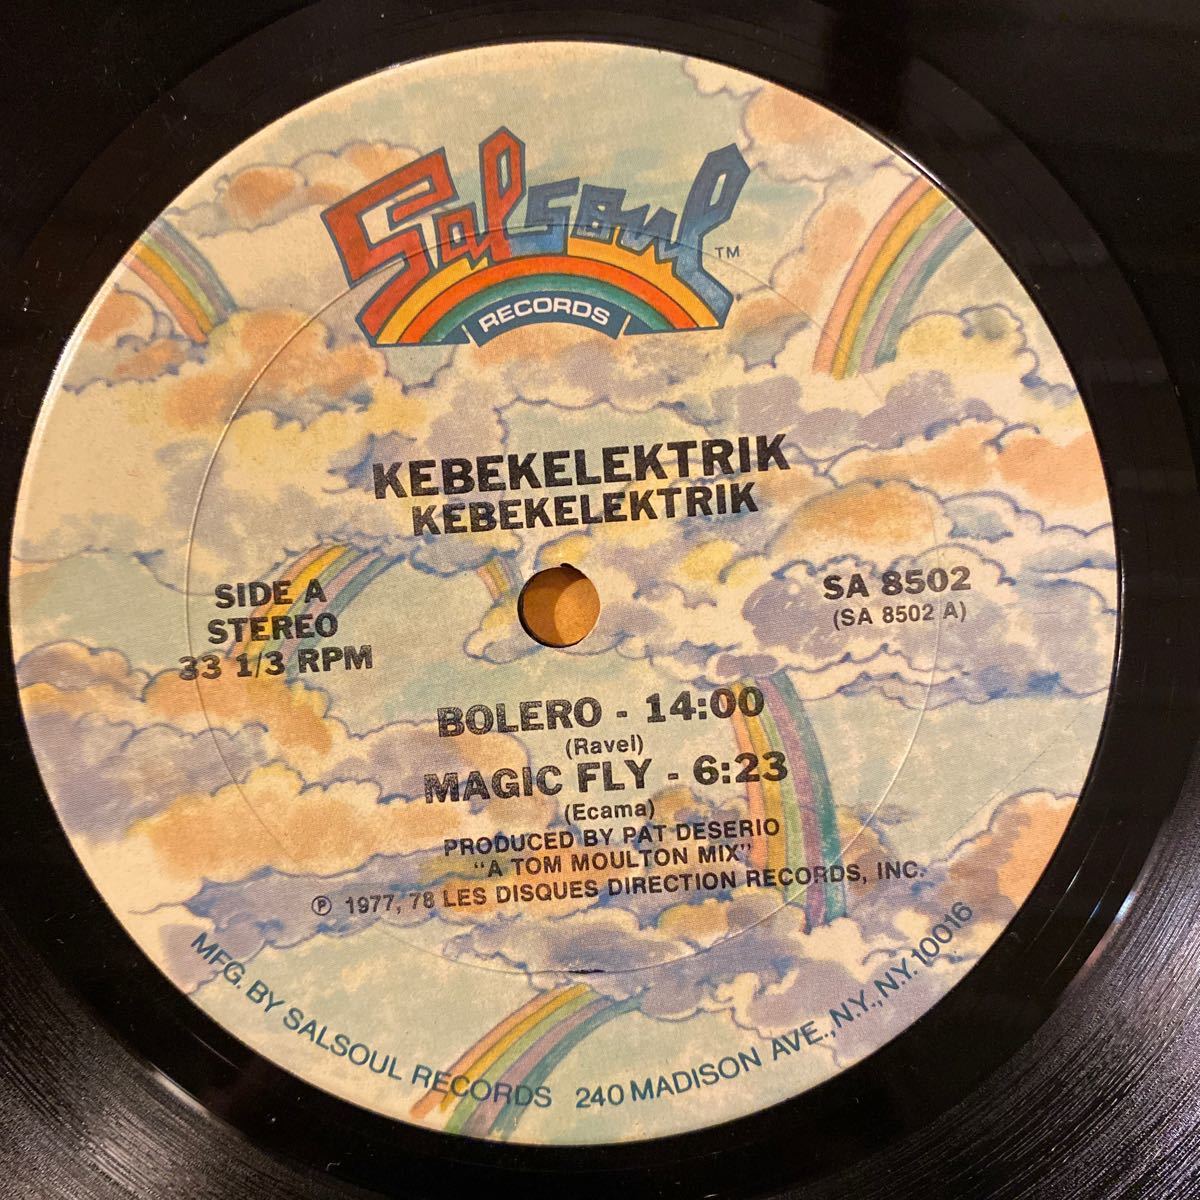 Salsoul™
RECORDS
KEBEKELEKTRIK
KEBEKELEKTRIK
SIDE A
STEREO
33 1/3 RPM
SA 8502
(SA 8502 A)
BOLERO - 14:00
(Ravel)
MAGIC FLY - 6:23
(Ecama)
PRODUCED BY PAT DESERIO
"A TOM MOULTON MIX"
℗ 1977, 78 LES DISQUES DIRECTION RECORDS, INC.
MFG. BY SALSOUL RECORDS 240 MADISON AVE., N.Y., N.Y. 10016